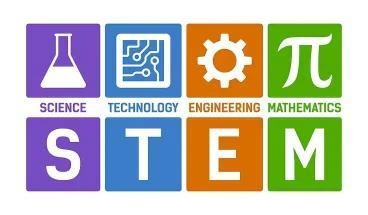 π
SCIENCE TECHNOLOGY ENGINEERING MATHEMATICS
S T E M